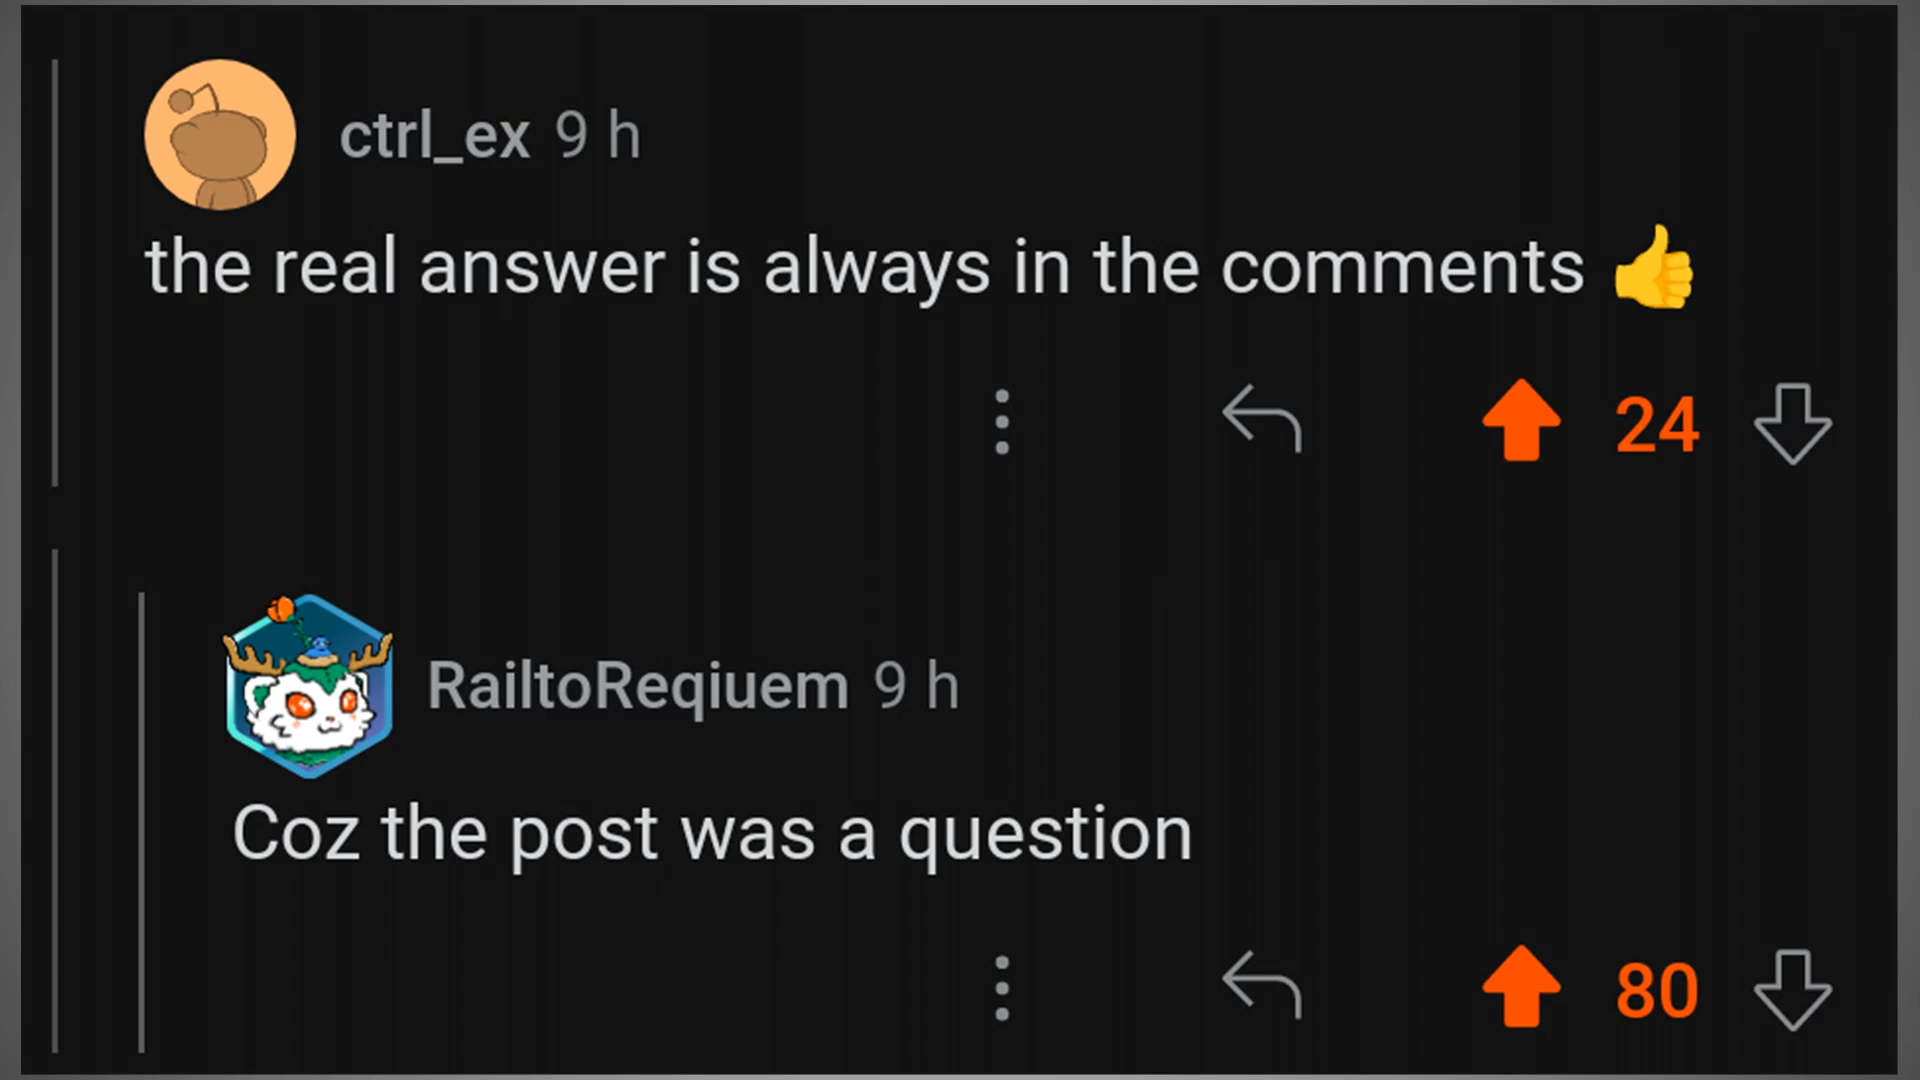 ctrl_ex 9 h
the real answer is always in the comments 👍
24
RailtoReqiuem 9 h
Coz the post was a question
80